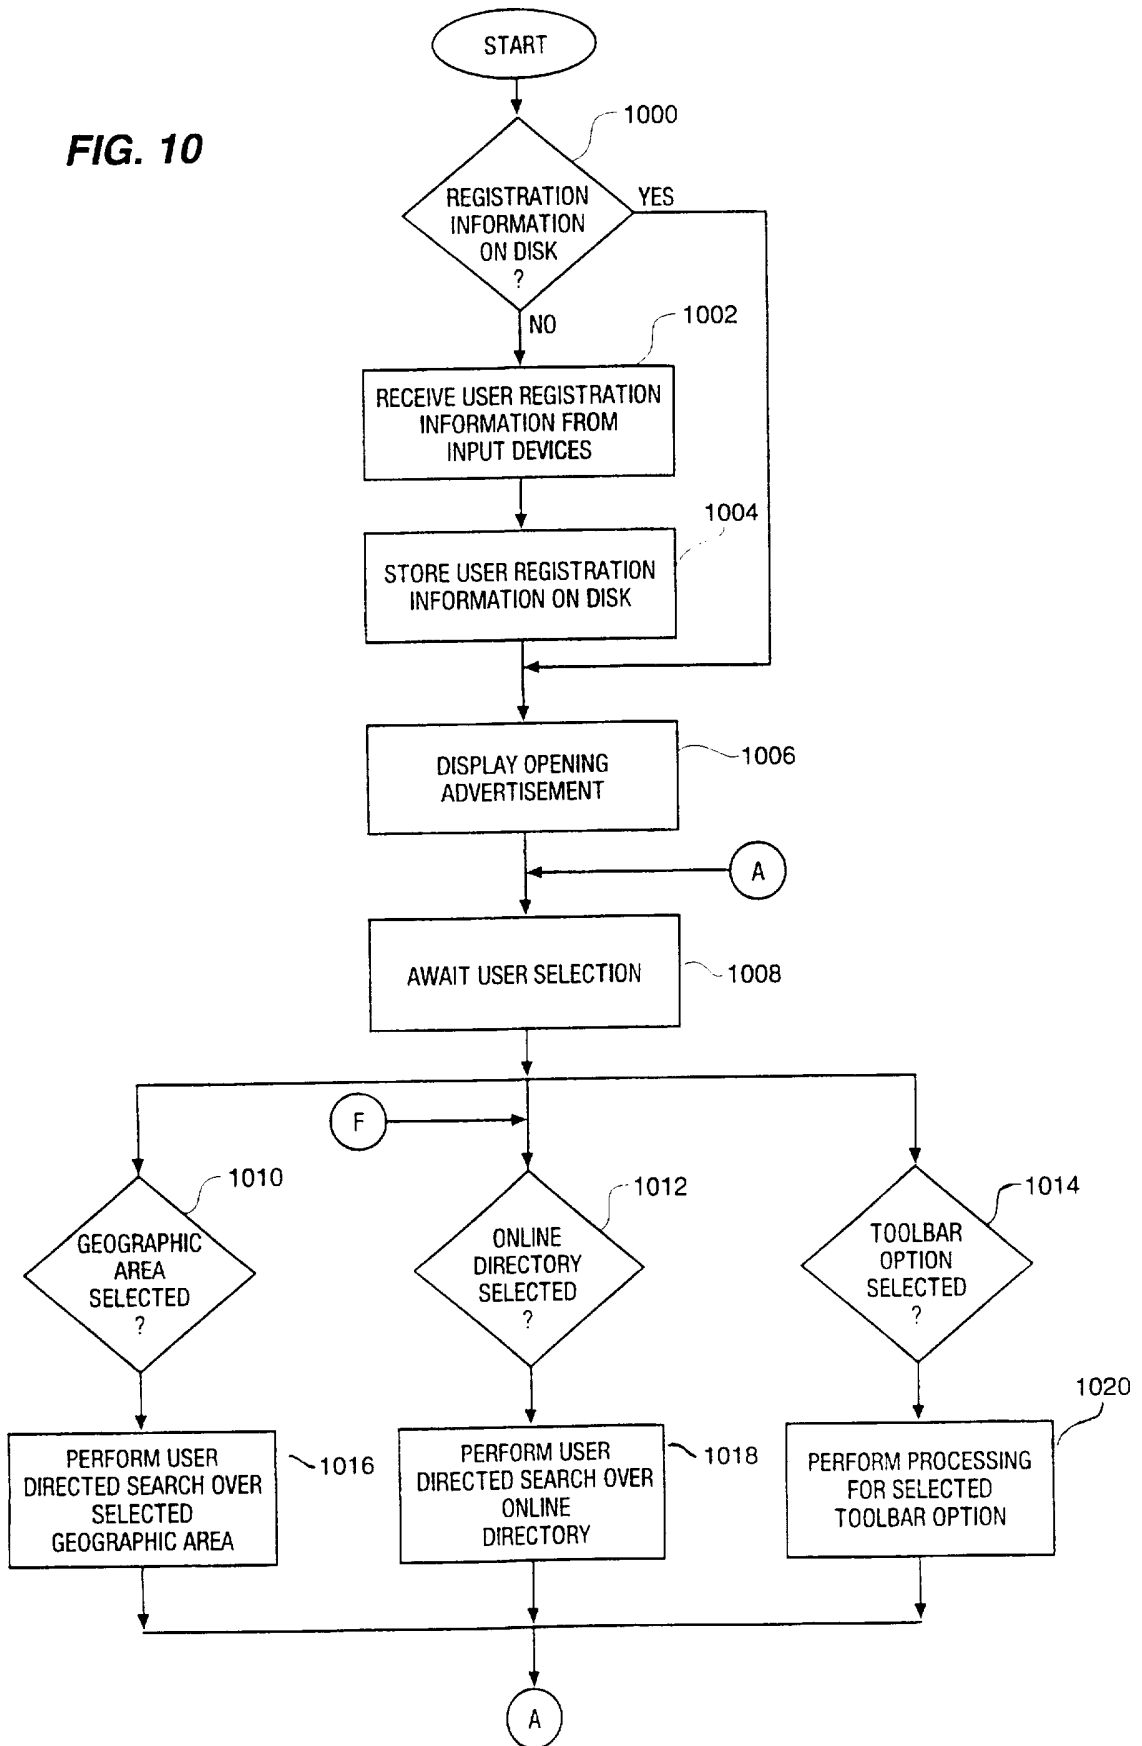 START
FIG. 10
1000
REGISTRATION
INFORMATION
ON DISK
?
YES
NO
1002
RECEIVE USER REGISTRATION
INFORMATION FROM
INPUT DEVICES
1004
STORE USER REGISTRATION
INFORMATION ON DISK
DISPLAY OPENING
ADVERTISEMENT
1006
A
AWAIT USER SELECTION
1008
F
1010
GEOGRAPHIC
AREA
SELECTED
?
1012
ONLINE
DIRECTORY
SELECTED
?
1014
TOOLBAR
OPTION
SELECTED
?
PERFORM USER
DIRECTED SEARCH OVER
SELECTED
GEOGRAPHIC AREA
1016
PERFORM USER
DIRECTED SEARCH OVER
ONLINE
DIRECTORY
1018
1020
PERFORM PROCESSING
FOR SELECTED
TOOLBAR OPTION
A